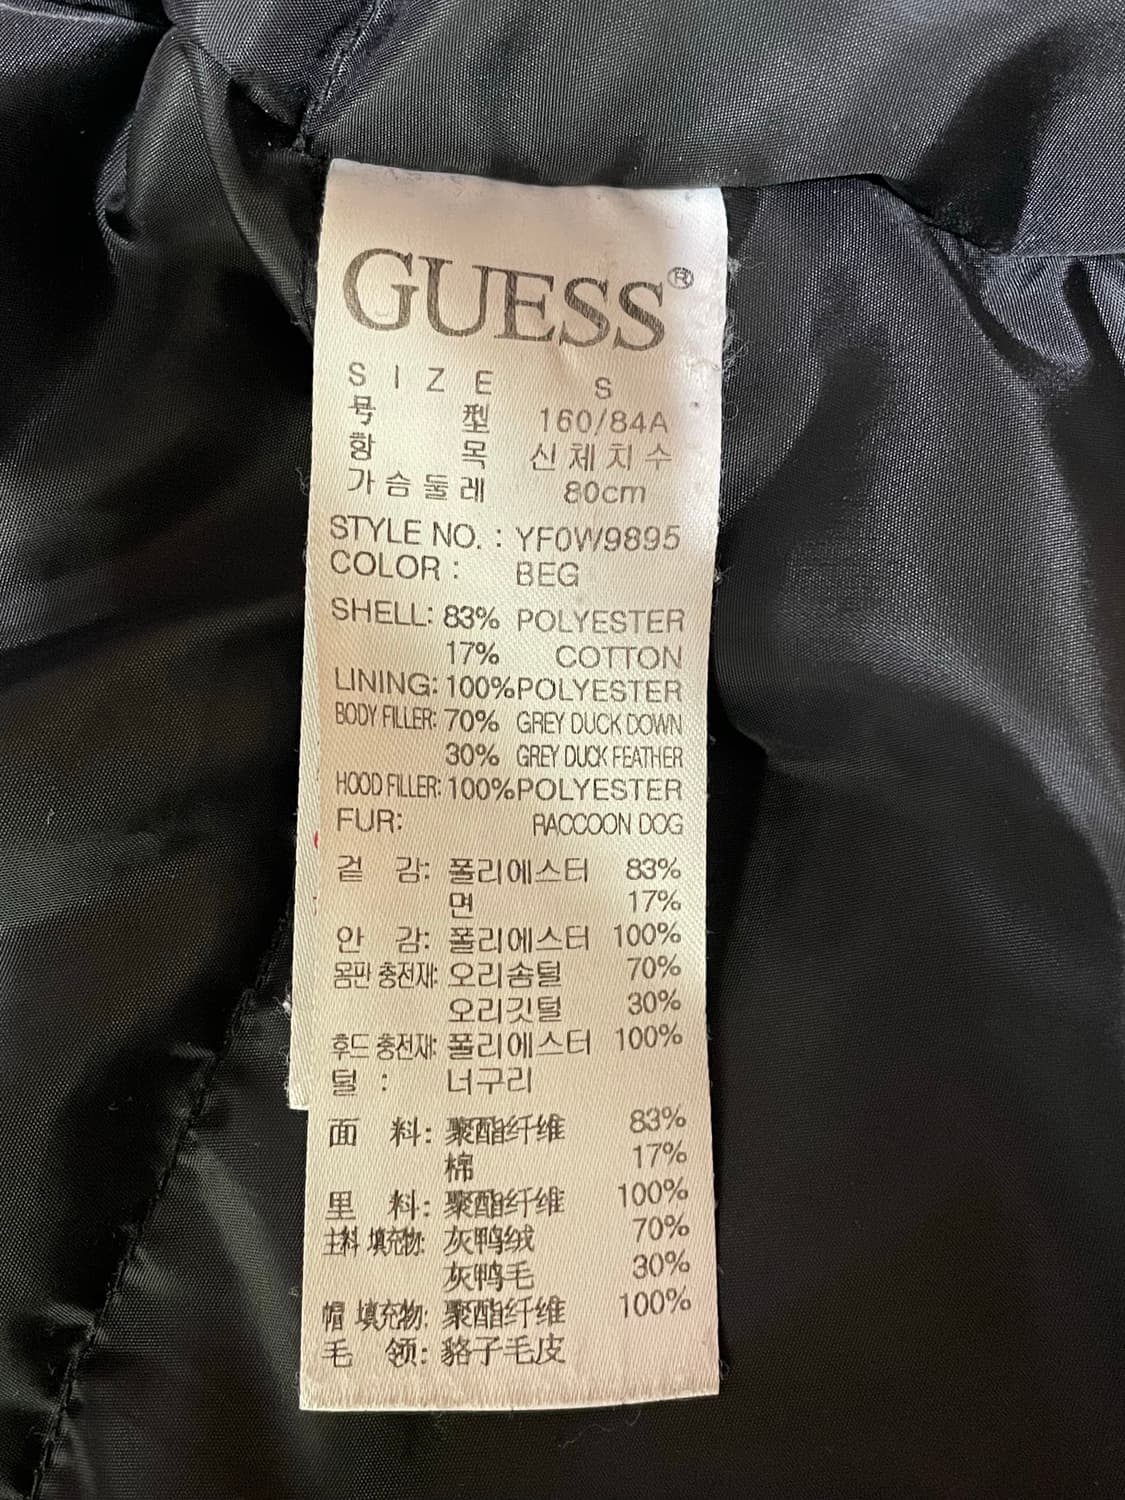 GUESS®
SIZE S
号型 160/84A
항목 신체치수
가슴둘레 80cm
STYLE NO. : YF0W9895
COLOR : BEG
SHELL: 83% POLYESTER
17% COTTON
LINING: 100% POLYESTER
BODY FILLER: 70% GREY DUCK DOWN
30% GREY DUCK FEATHER
HOOD FILLER: 100% POLYESTER
FUR: RACCOON DOG
겉감: 폴리에스터 83%
면 17%
안감: 폴리에스터 100%
몸판 충전재: 오리솜털 70%
오리깃털 30%
후드 충전재: 폴리에스터 100%
털 : 너구리
面料: 聚酯纤维 83%
棉 17%
里料: 聚酯纤维 100%
主料 填充物: 灰鸭绒 70%
灰鸭毛 30%
帽 填充物: 聚酯纤维 100%
毛领: 貉子毛皮